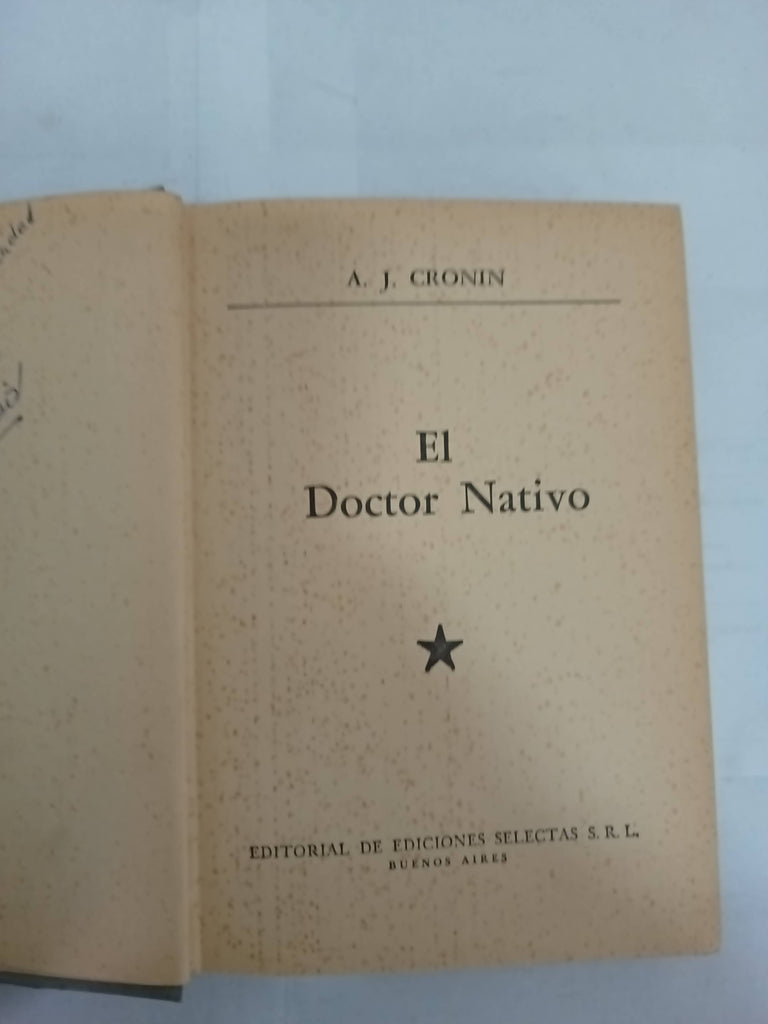 A. J. CRONIN
El
Doctor Nativo
EDITORIAL DE EDICIONES SELECTAS S. R. L.
BUENOS AIRES